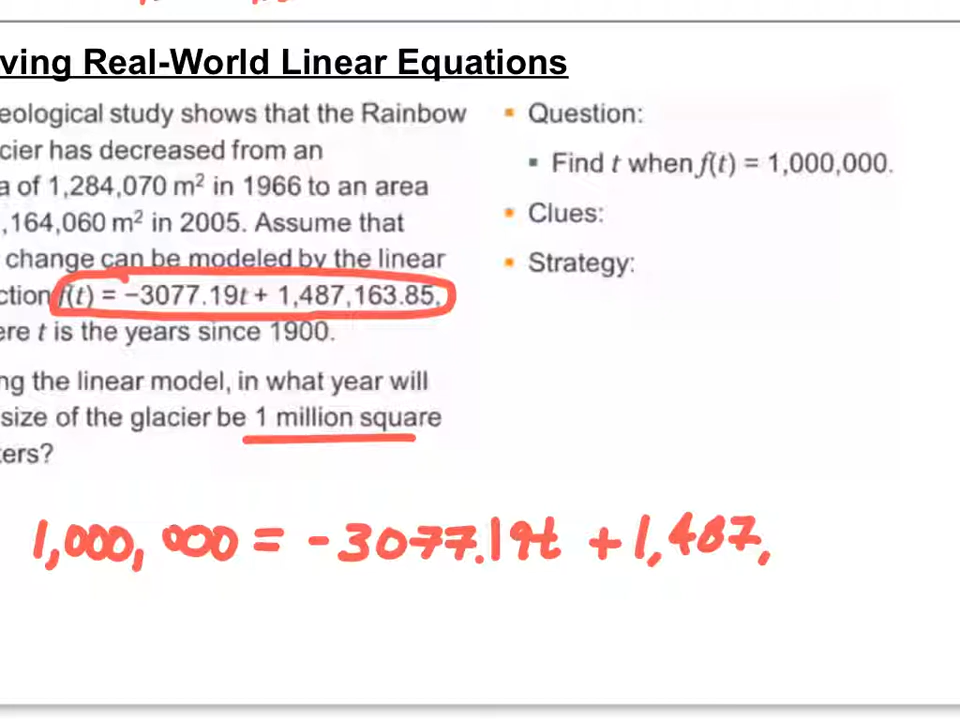 ving Real-World Linear Equations
eological study shows that the Rainbow
cier has decreased from an
a of 1,284,070 m² in 1966 to an area
,164,060 m² in 2005. Assume that
change can be modeled by the linear
ction f(t) = −3077.19t + 1,487,163.85,
ere t is the years since 1900.
ng the linear model, in what year will
size of the glacier be 1 million square
ers?
▪ Question:
▪ Find t when f(t) = 1,000,000.
▪ Clues:
▪ Strategy:
1,000,000 = -3077.19t + 1,487,